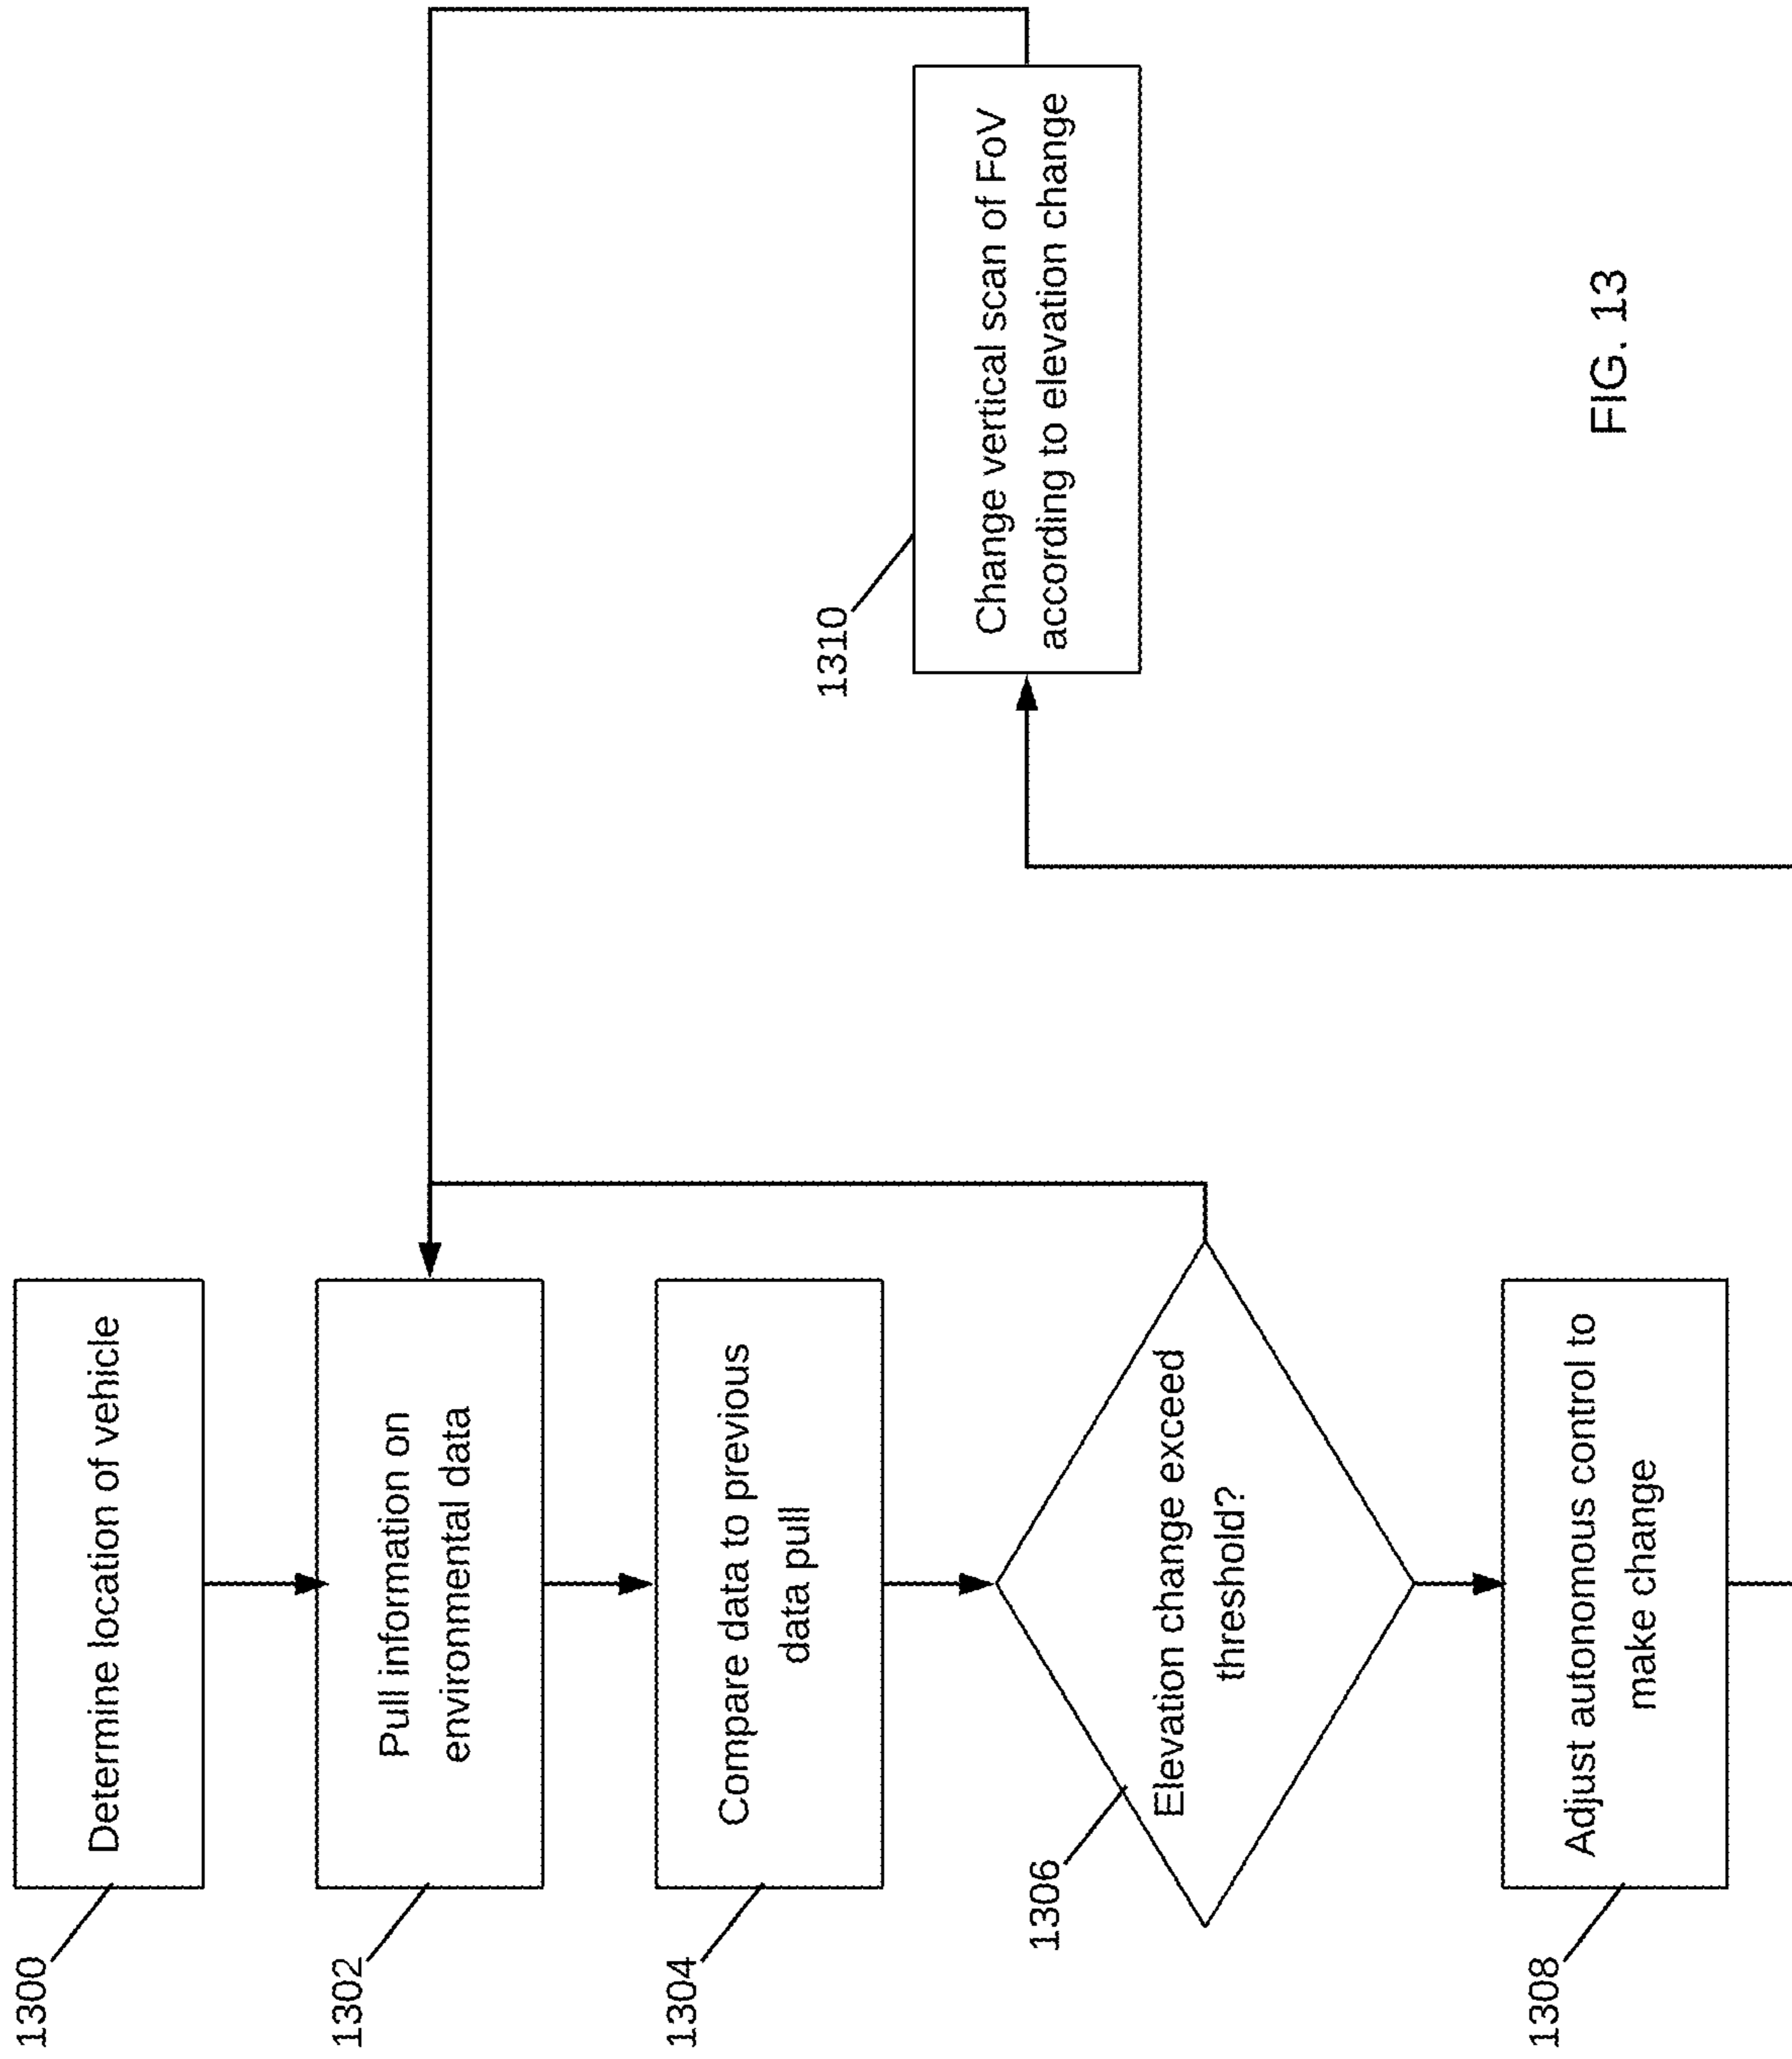 1300
Determine location of vehicle
1302
Pull information on
environmental data
1304
Compare data to previous
data pull
1306
Elevation change exceed
threshold?
1308
Adjust autonomous control to
make change
1310
Change vertical scan of FoV
according to elevation change
FIG. 13